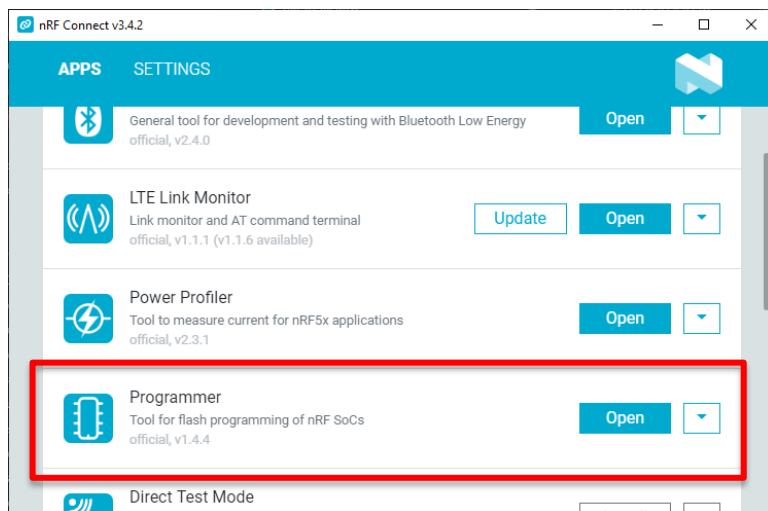 nRF Connect v3.4.2
APPS SETTINGS
General tool for development and testing with Bluetooth Low Energy
official, v2.4.0
Open
LTE Link Monitor
Link monitor and AT command terminal
official, v1.1.1 (v1.1.6 available)
Update Open
Power Profiler
Tool to measure current for nRF5x applications
official, v2.3.1
Open
Programmer
Tool for flash programming of nRF SoCs
official, v1.4.4
Open
Direct Test Mode